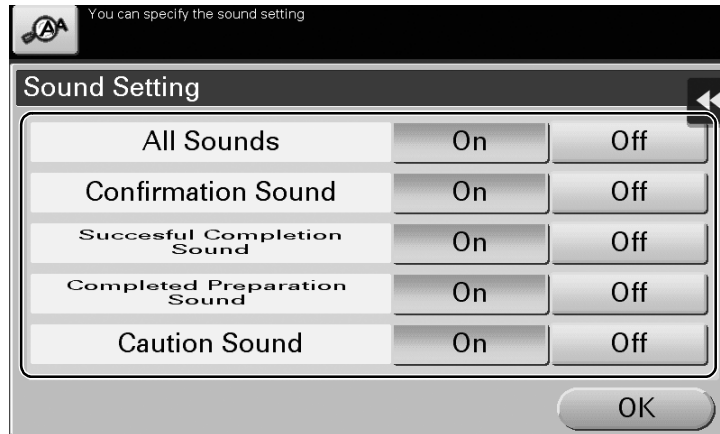 You can specify the sound setting
Sound Setting
All Sounds On Off
Confirmation Sound On Off
Succesful Completion
Sound On Off
Completed Preparation
Sound On Off
Caution Sound On Off
OK